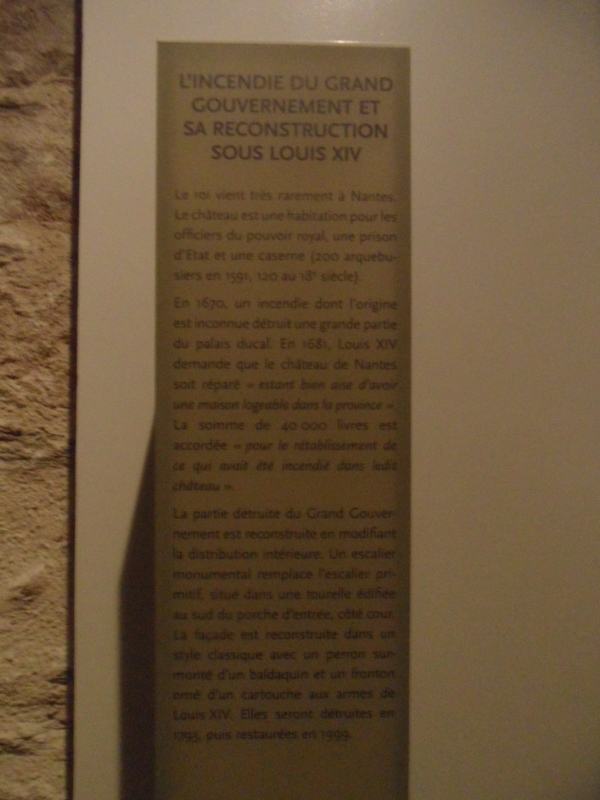 L'INCENDIE DU GRAND
GOUVERNEMENT ET
SA RECONSTRUCTION
SOUS LOUIS XIV
Le roi vient très rarement à Nantes.
Le château est une habitation pour les
officiers du pouvoir royal, une prison
d'Etat et une caserne (200 arquebu-
siers en 1591, 120 au 18e siècle).
En 1670, un incendie dont l'origine
est inconnue détruit une grande partie
du palais ducal. En 1681, Louis XIV
demande que le château de Nantes
soit réparé « estant bien aise d'avoir
une maison logeable dans la province ».
La somme de 40 000 livres est
accordée « pour le rétablissement de
ce qui avait été incendié dans ledit
château ».
La partie détruite du Grand Gouver-
nement est reconstruite en modifiant
la distribution intérieure. Un escalier
monumental remplace l'escalier pri-
mitif, situé dans une tourelle édifiée
au sud du porche d'entrée, côté cour.
La façade est reconstruite dans un
style classique avec un perron sur-
monté d'un baldaquin et un fronton
orné d'un cartouche aux armes de
Louis XIV. Elles seront détruites en
1793, puis restaurées en 1999.